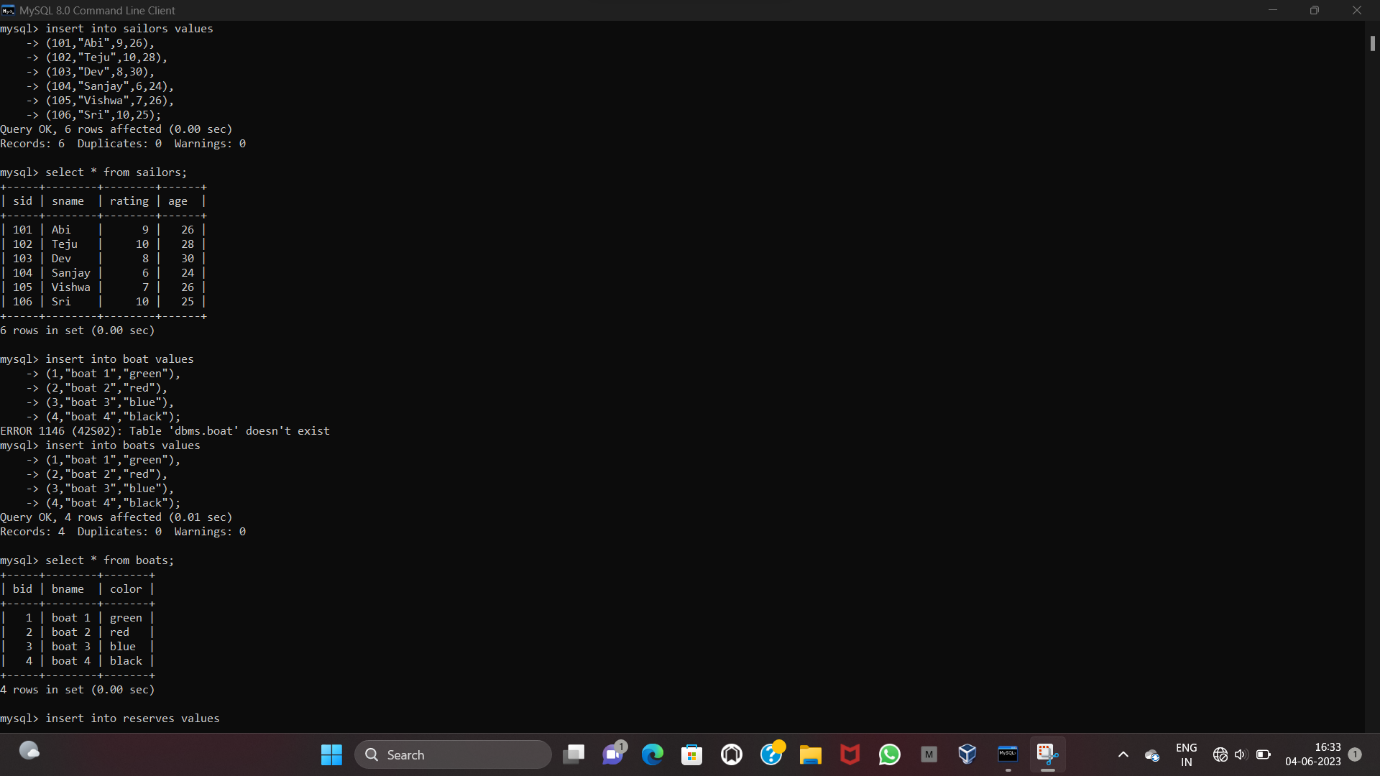 MySQL 8.0 Command Line Client
mysql> insert into sailors values
    -> (101,"Abi",9,26),
    -> (102,"Teju",10,28),
    -> (103,"Dev",8,30),
    -> (104,"Sanjay",6,24),
    -> (105,"Vishwa",7,26),
    -> (106,"Sri",10,25);
Query OK, 6 rows affected (0.00 sec)
Records: 6  Duplicates: 0  Warnings: 0

mysql> select * from sailors;
+-----+--------+--------+------+
| sid | sname  | rating | age  |
+-----+--------+--------+------+
| 101 | Abi    |      9 |   26 |
| 102 | Teju   |     10 |   28 |
| 103 | Dev    |      8 |   30 |
| 104 | Sanjay |      6 |   24 |
| 105 | Vishwa |      7 |   26 |
| 106 | Sri    |     10 |   25 |
+-----+--------+--------+------+
6 rows in set (0.00 sec)

mysql> insert into boat values
    -> (1,"boat 1","green"),
    -> (2,"boat 2","red"),
    -> (3,"boat 3","blue"),
    -> (4,"boat 4","black");
ERROR 1146 (42S02): Table 'dbms.boat' doesn't exist
mysql> insert into boats values
    -> (1,"boat 1","green"),
    -> (2,"boat 2","red"),
    -> (3,"boat 3","blue"),
    -> (4,"boat 4","black");
Query OK, 4 rows affected (0.01 sec)
Records: 4  Duplicates: 0  Warnings: 0

mysql> select * from boats;
+-----+--------+-------+
| bid | bname  | color |
+-----+--------+-------+
|   1 | boat 1 | green |
|   2 | boat 2 | red   |
|   3 | boat 3 | blue  |
|   4 | boat 4 | black |
+-----+--------+-------+
4 rows in set (0.00 sec)

mysql> insert into reserves values
Search
1
M
ENG
IN
16:33
04-06-2023
1